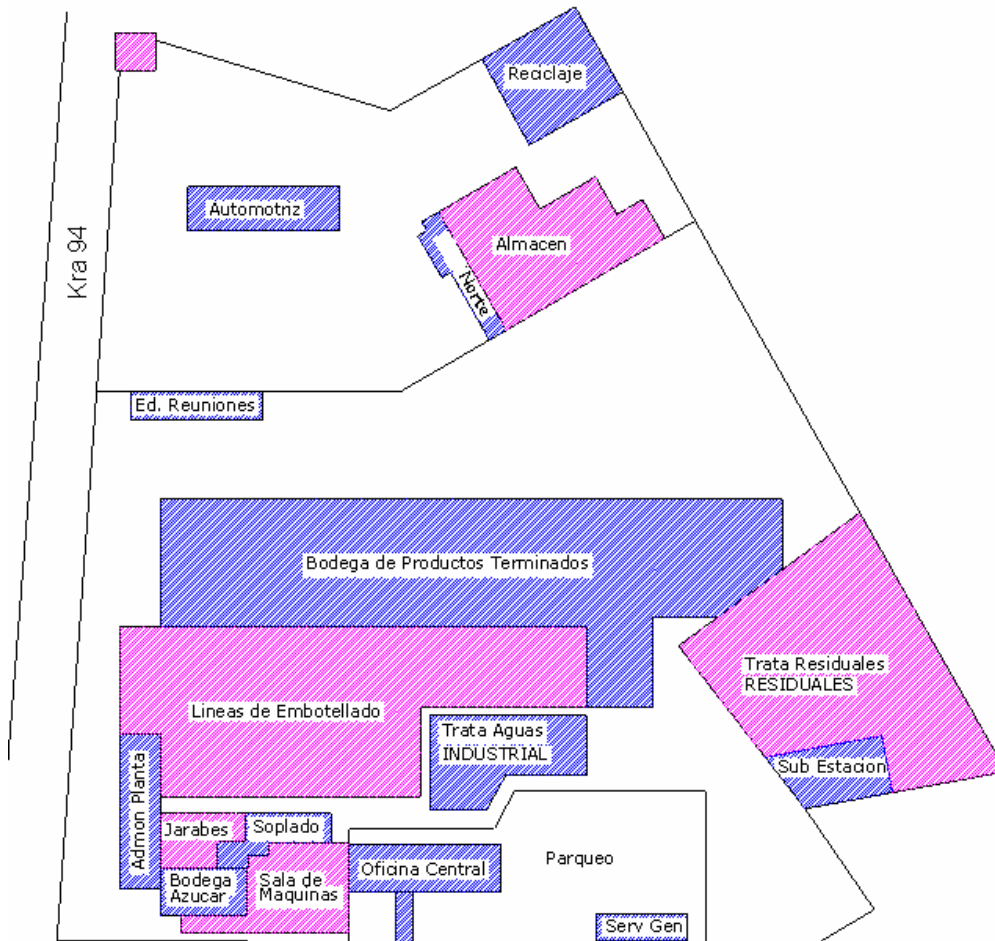 Reciclaje
Automotriz
Kra 94
Almacen
Norte
Ed. Reuniones
Bodega de Productos Terminados
Trata Residuales
RESIDUALES
Lineas de Embotellado
Trata Aguas
INDUSTRIAL
Sub Estacion
Admon Planta
Jarabes
Soplado
Parqueo
Oficina Central
Bodega
Azucar
Sala de
Maquinas
Serv Gen